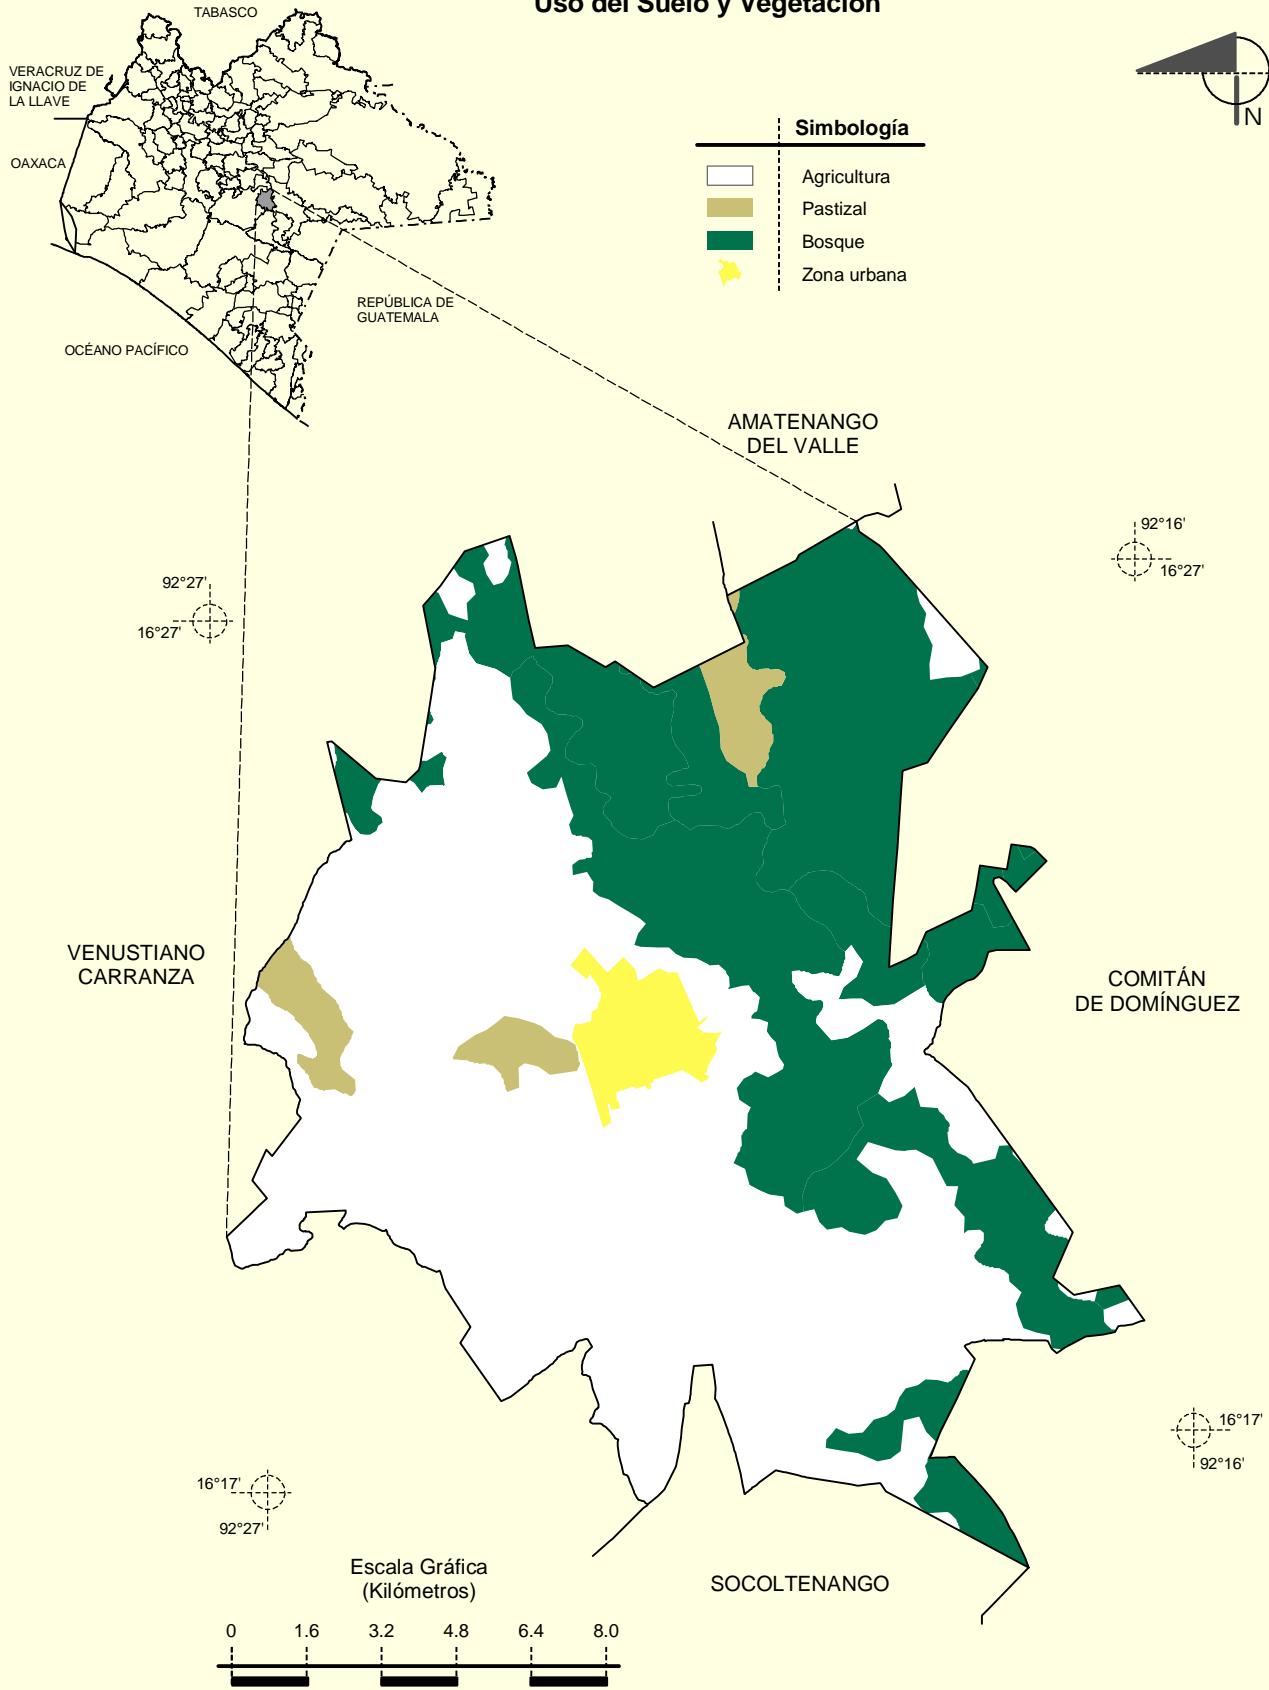 Uso del Suelo y Vegetación
TABASCO
VERACRUZ DE
IGNACIO DE
LA LLAVE
OAXACA
REPÚBLICA DE
GUATEMALA
OCÉANO PACÍFICO
N
Simbología
Agricultura
Pastizal
Bosque
Zona urbana
AMATENANGO
DEL VALLE
92°16'
16°27'
92°27'
16°27'
VENUSTIANO
CARRANZA
COMITÁN
DE DOMÍNGUEZ
16°17'
92°16'
16°17'
92°27'
SOCOLTENANGO
Escala Gráfica
(Kilómetros)
0 1.6 3.2 4.8 6.4 8.0